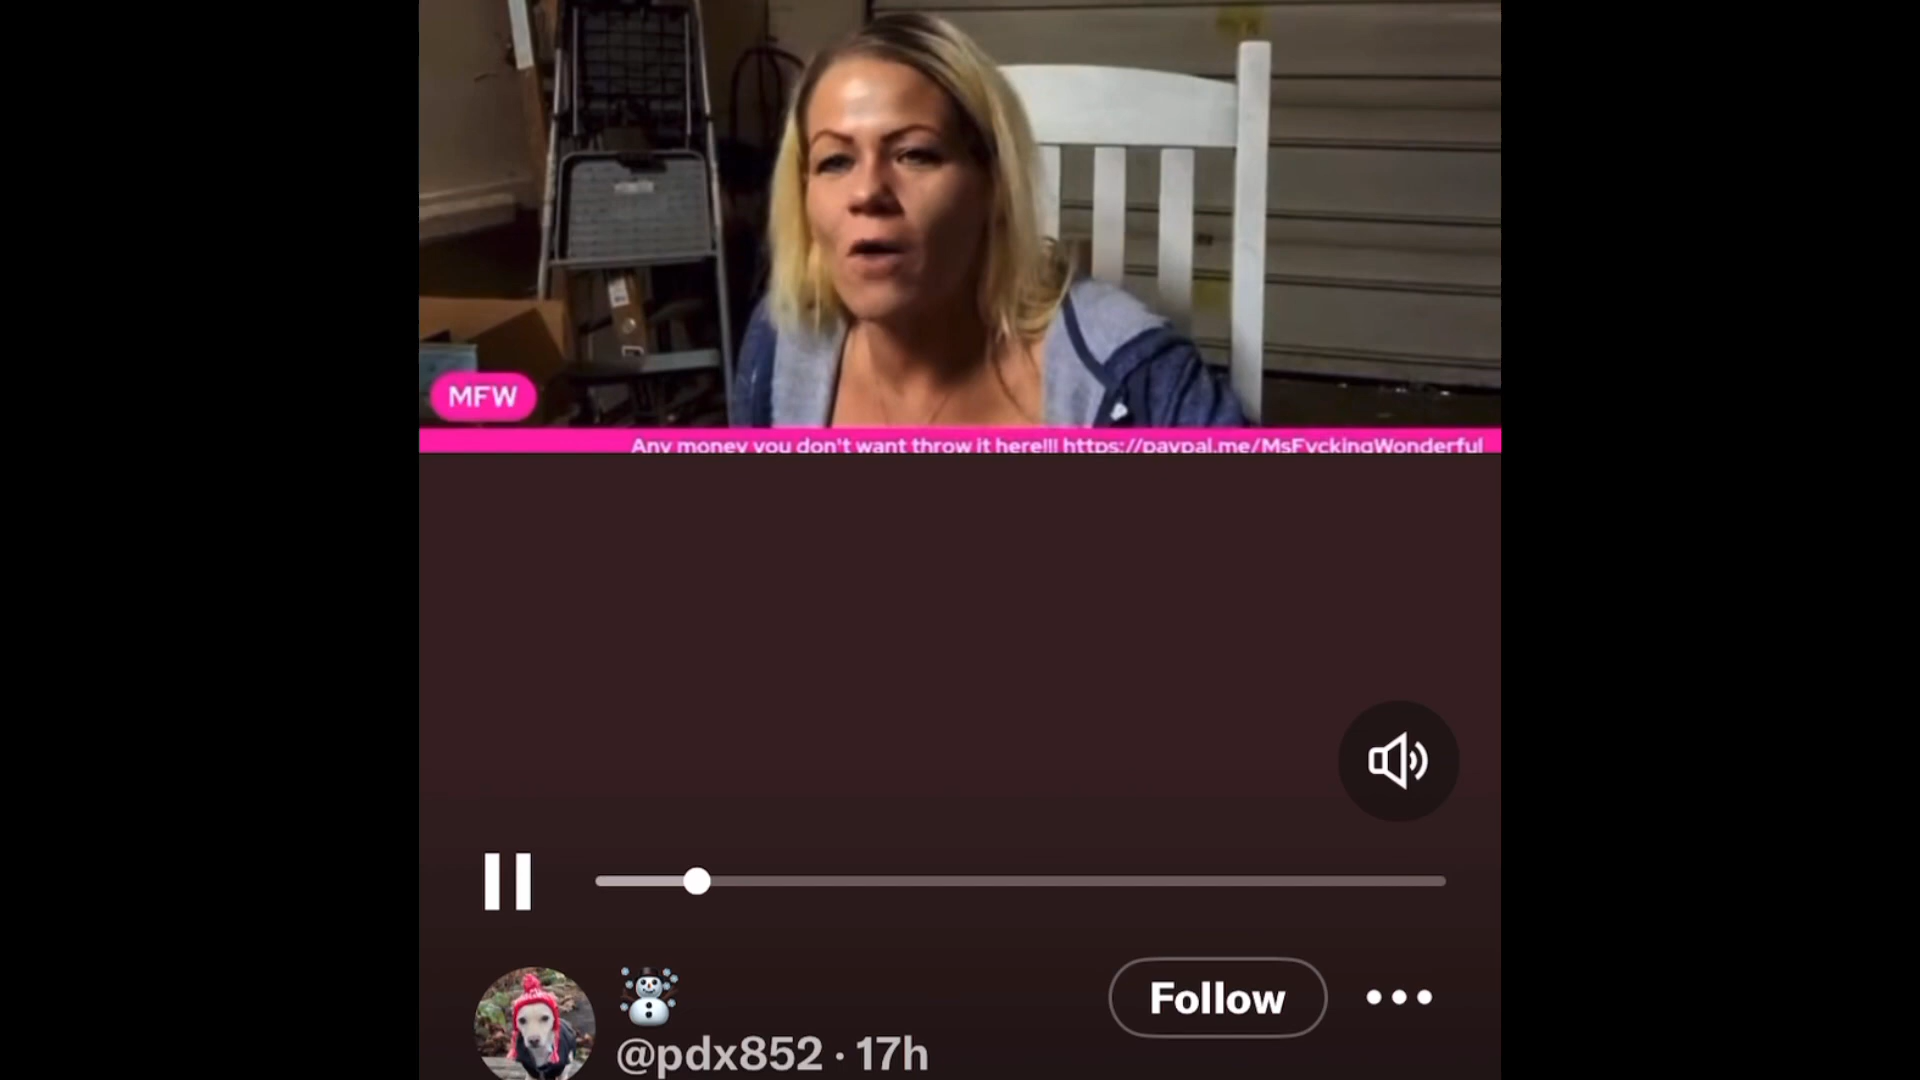 MFW
Any money you don't want throw it here!!! https://paypal.me/MsFvckingWonderful
Follow
@pdx852 · 17h